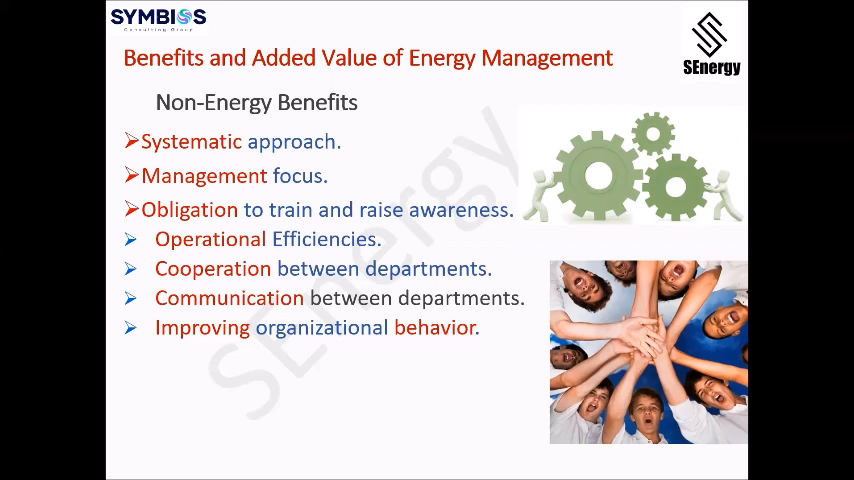 SYMBIOS
Consulting Group
SEnergy
Benefits and Added Value of Energy Management
Non-Energy Benefits
➢Systematic approach.
➢Management focus.
➢Obligation to train and raise awareness.
➢ Operational Efficiencies.
➢ Cooperation between departments.
➢ Communication between departments.
➢ Improving organizational behavior.
SEnergy